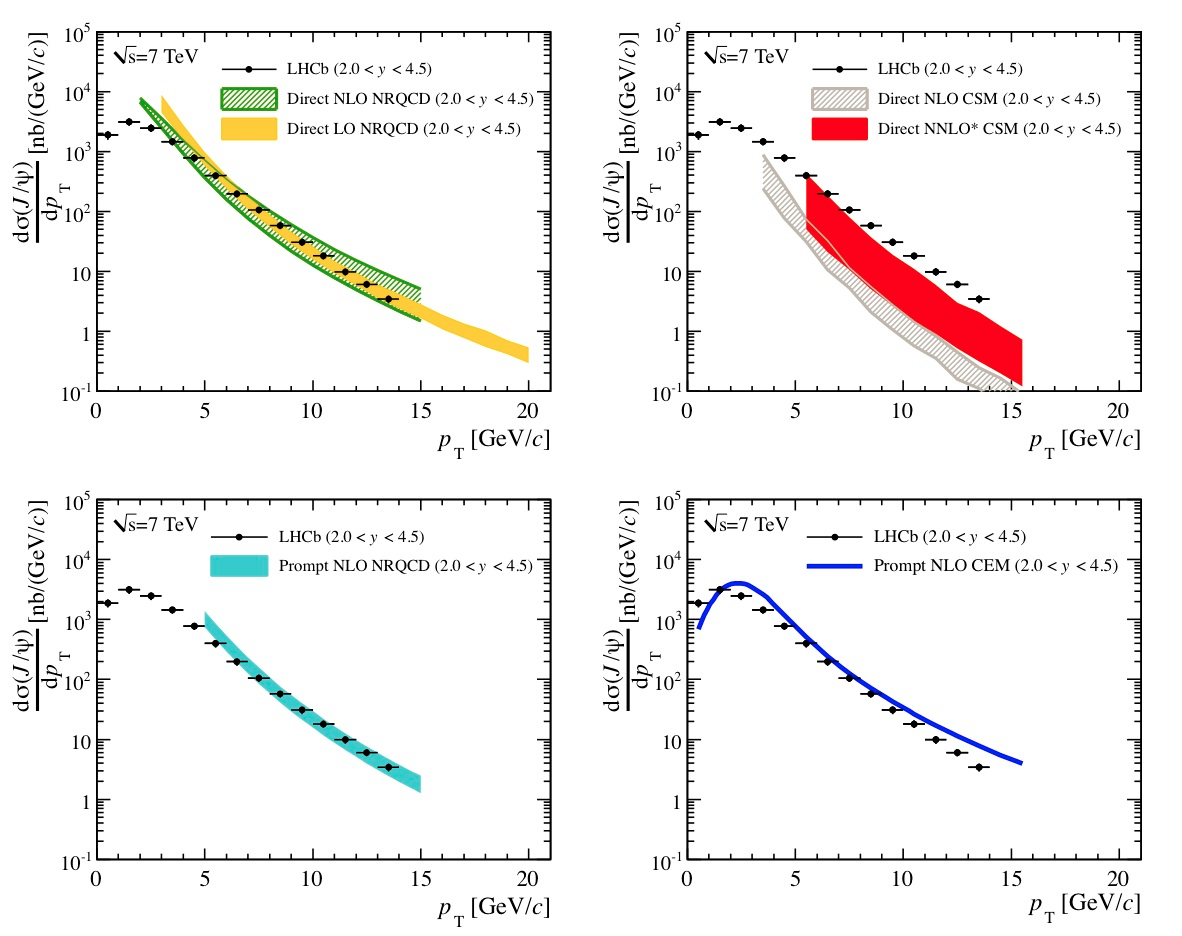 10^5
10^4
10^3
10^2
10
1
10^-1
dσ(J/ψ)
dp_T
[nb/(GeV/c)]
√s=7 TeV
LHCb (2.0 < y < 4.5)
Direct NLO NRQCD (2.0 < y < 4.5)
Direct LO NRQCD (2.0 < y < 4.5)
0 5 10 15 20
p_T [GeV/c]
10^5
10^4
10^3
10^2
10
1
10^-1
dσ(J/ψ)
dp_T
[nb/(GeV/c)]
√s=7 TeV
LHCb (2.0 < y < 4.5)
Direct NLO CSM (2.0 < y < 4.5)
Direct NNLO* CSM (2.0 < y < 4.5)
0 5 10 15 20
p_T [GeV/c]
10^5
10^4
10^3
10^2
10
1
10^-1
dσ(J/ψ)
dp_T
[nb/(GeV/c)]
√s=7 TeV
LHCb (2.0 < y < 4.5)
Prompt NLO NRQCD (2.0 < y < 4.5)
0 5 10 15 20
p_T [GeV/c]
10^5
10^4
10^3
10^2
10
1
10^-1
dσ(J/ψ)
dp_T
[nb/(GeV/c)]
√s=7 TeV
LHCb (2.0 < y < 4.5)
Prompt NLO CEM (2.0 < y < 4.5)
0 5 10 15 20
p_T [GeV/c]